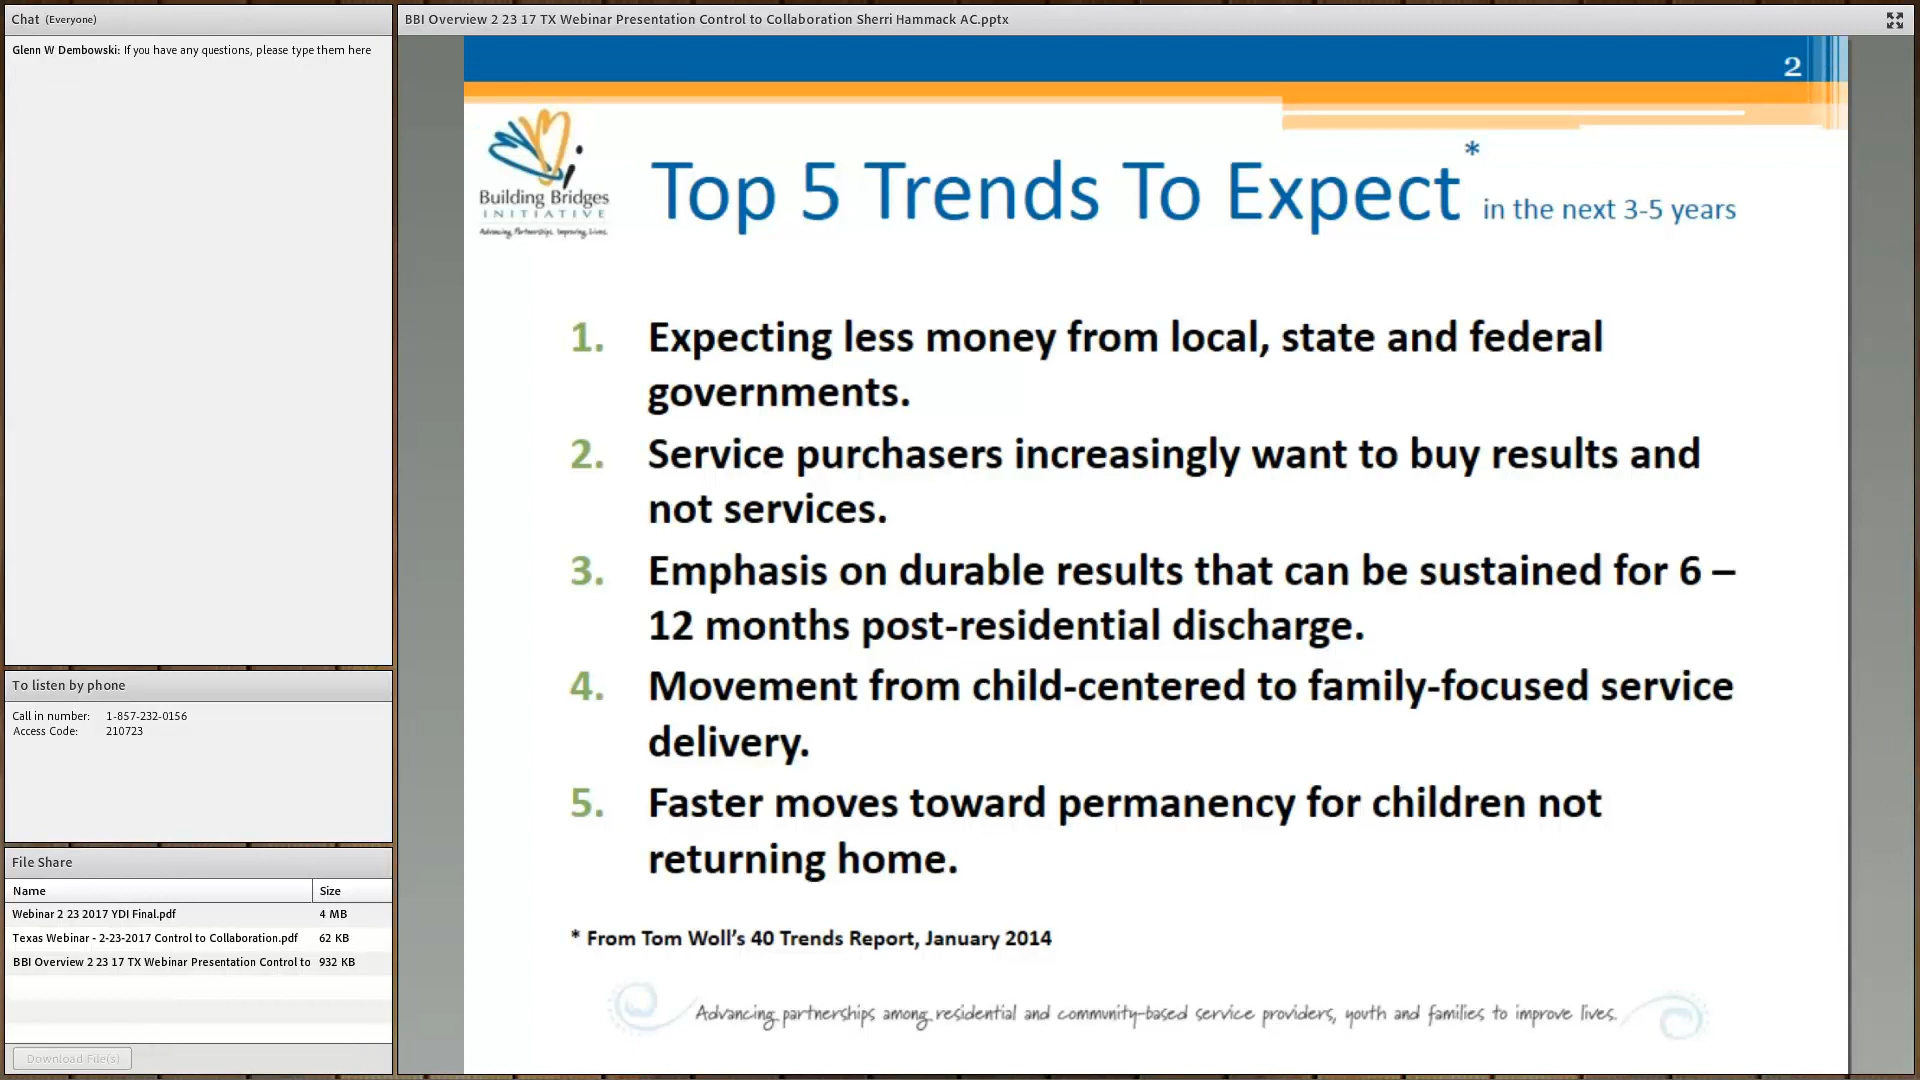 Chat (Everyone)
Glenn W Dembowski: If you have any questions, please type them here
To listen by phone
Call in number: 1-857-232-0156
Access Code: 210723
File Share
Name Size
Webinar 2 23 2017 YDI Final.pdf 4 MB
Texas Webinar - 2-23-2017 Control to Collaboration.pdf 62 KB
BBI Overview 2 23 17 TX Webinar Presentation Control to 932 KB
Download File(s)
BBI Overview 2 23 17 TX Webinar Presentation Control to Collaboration Sherri Hammack AC.pptx
2
Building Bridges
INITIATIVE
Advancing Partnerships. Improving Lives.
Top 5 Trends To Expect* in the next 3-5 years
1. Expecting less money from local, state and federal
governments.
2. Service purchasers increasingly want to buy results and
not services.
3. Emphasis on durable results that can be sustained for 6 –
12 months post-residential discharge.
4. Movement from child-centered to family-focused service
delivery.
5. Faster moves toward permanency for children not
returning home.
* From Tom Woll's 40 Trends Report, January 2014
Advancing partnerships among residential and community-based service providers, youth and families to improve lives.